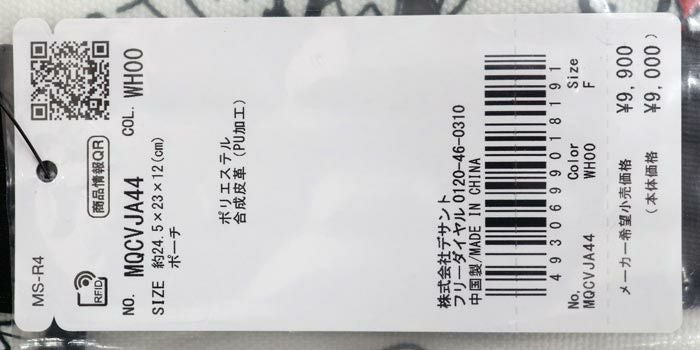 商品情報QR
MS-R4
RFID
NO. MQCVJA44 COL. WH00
SIZE 約24.5×23×12(cm)
ポーチ
ポリエステル
合成皮革(PU加工)
株式会社デサント
フリーダイヤル 0120-46-0310
中国製/MADE IN CHINA
4930699018191
No. Color Size
MQCVJA44 WH00 F
メーカー希望小売価格 ¥9,900
(本体価格 ¥9,000)